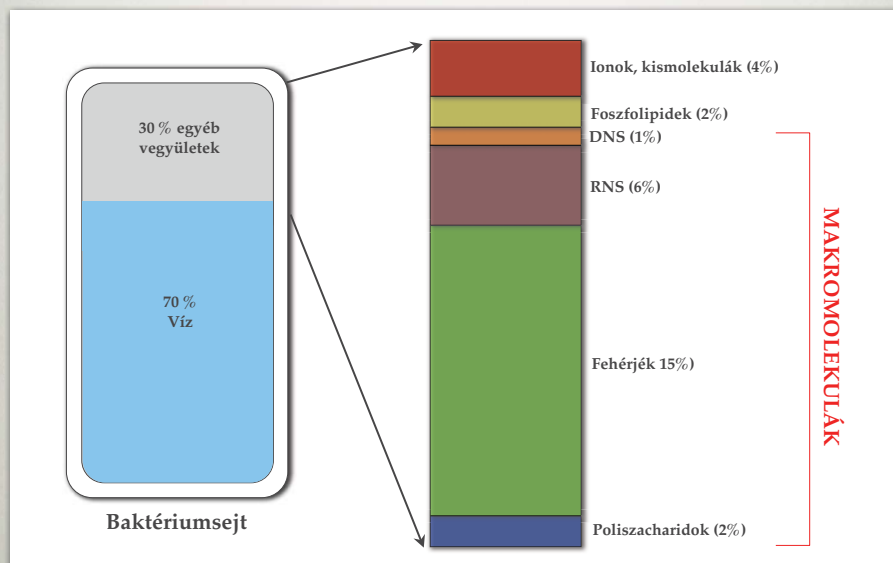 30 % egyéb
vegyületek
70 %
Víz
Baktériumsejt
Ionok, kismolekulák (4%)
Foszfolipidek (2%)
DNS (1%)
RNS (6%)
Fehérjék 15%)
Poliszacharidok (2%)
MAKROMOLEKULÁK